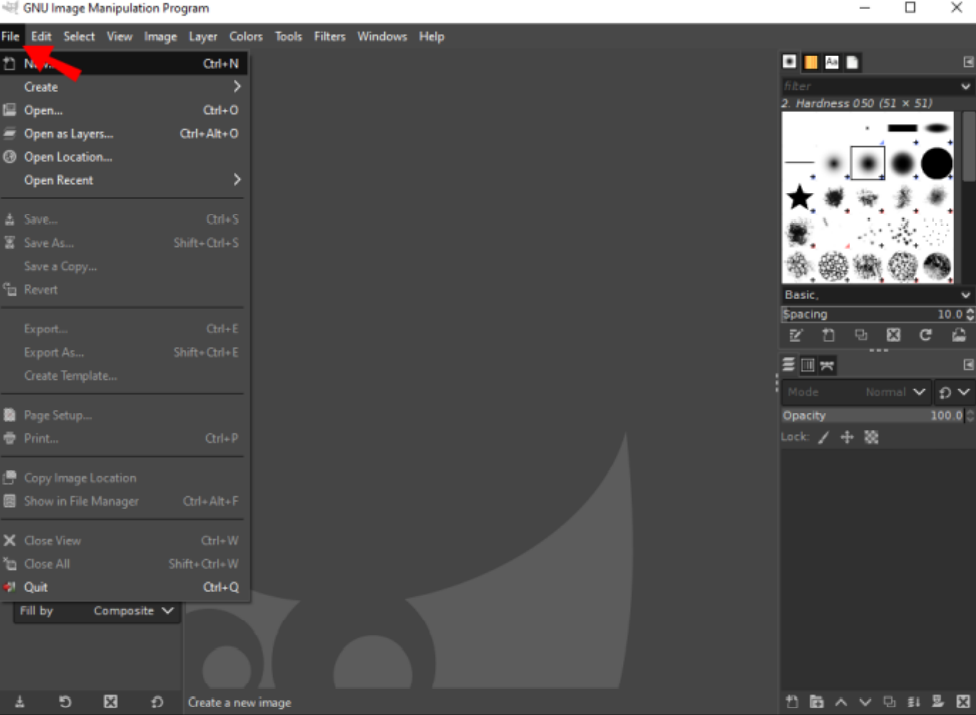 GNU Image Manipulation Program
File Edit Select View Image Layer Colors Tools Filters Windows Help
Ctrl+N
Create
Open... Ctrl+O
Open as Layers... Ctrl+Alt+O
Open Location...
Open Recent
Save... Ctrl+S
Save As... Shift+Ctrl+S
Save a Copy...
Revert
Export... Ctrl+E
Export As... Shift+Ctrl+E
Create Template...
Page Setup...
Print... Ctrl+P
Copy Image Location
Show in File Manager Ctrl+Alt+F
Close View Ctrl+W
Close All Shift+Ctrl+W
Quit Ctrl+Q
Fill by Composite
Create a new image
Aa
filter
2. Hardness 050 (51 × 51)
Basic,
Spacing 10.0
Mode Normal
Opacity 100.0
Lock: